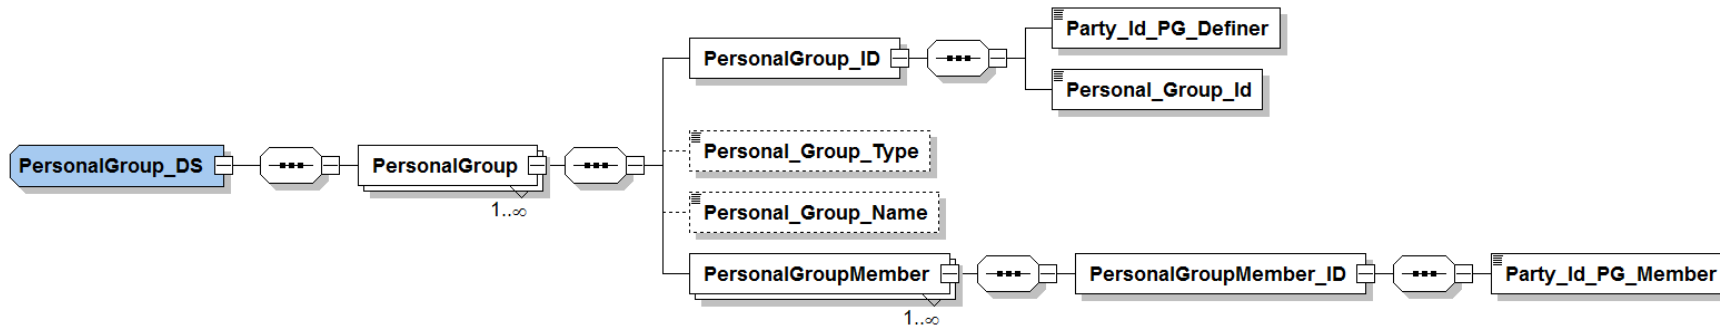 Party_Id_PG_Definer
PersonalGroup_ID
Personal_Group_Id
Personal_Group_Type
PersonalGroup_DS
PersonalGroup
1..∞
Personal_Group_Name
PersonalGroupMember
PersonalGroupMember_ID
Party_Id_PG_Member
1..∞